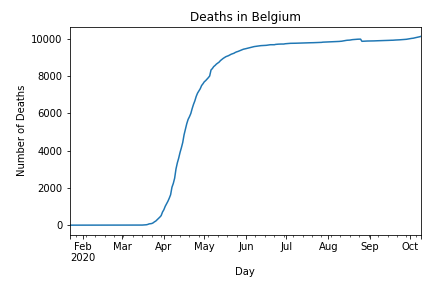 Deaths in Belgium
Number of Deaths
10000
8000
6000
4000
2000
0
Feb Mar Apr May Jun Jul Aug Sep Oct
2020
Day